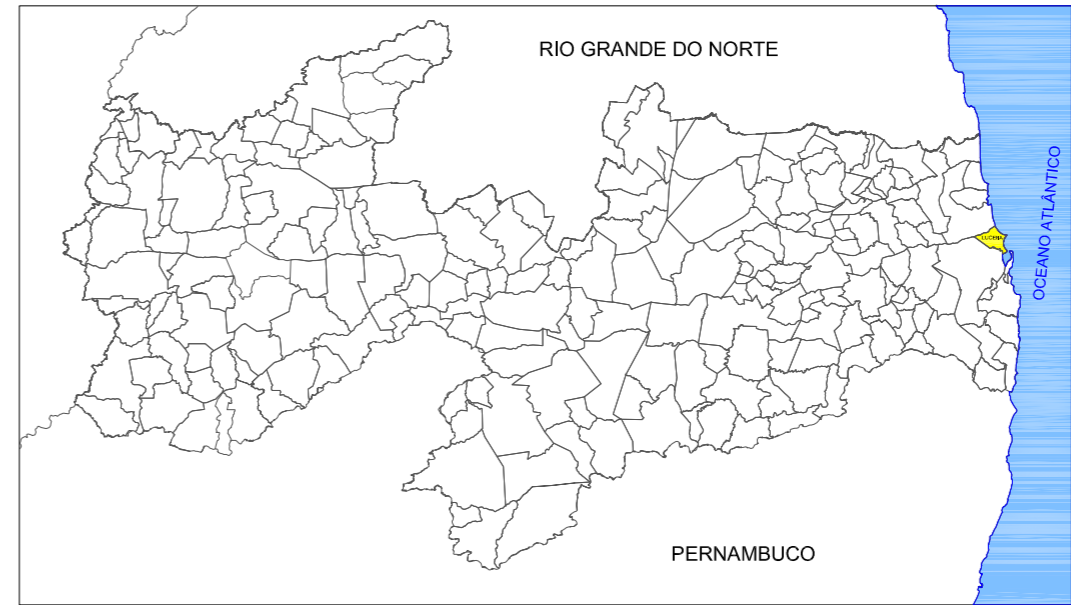 RIO GRANDE DO NORTE
OCEANO ATLÂNTICO
LUCENA
PERNAMBUCO